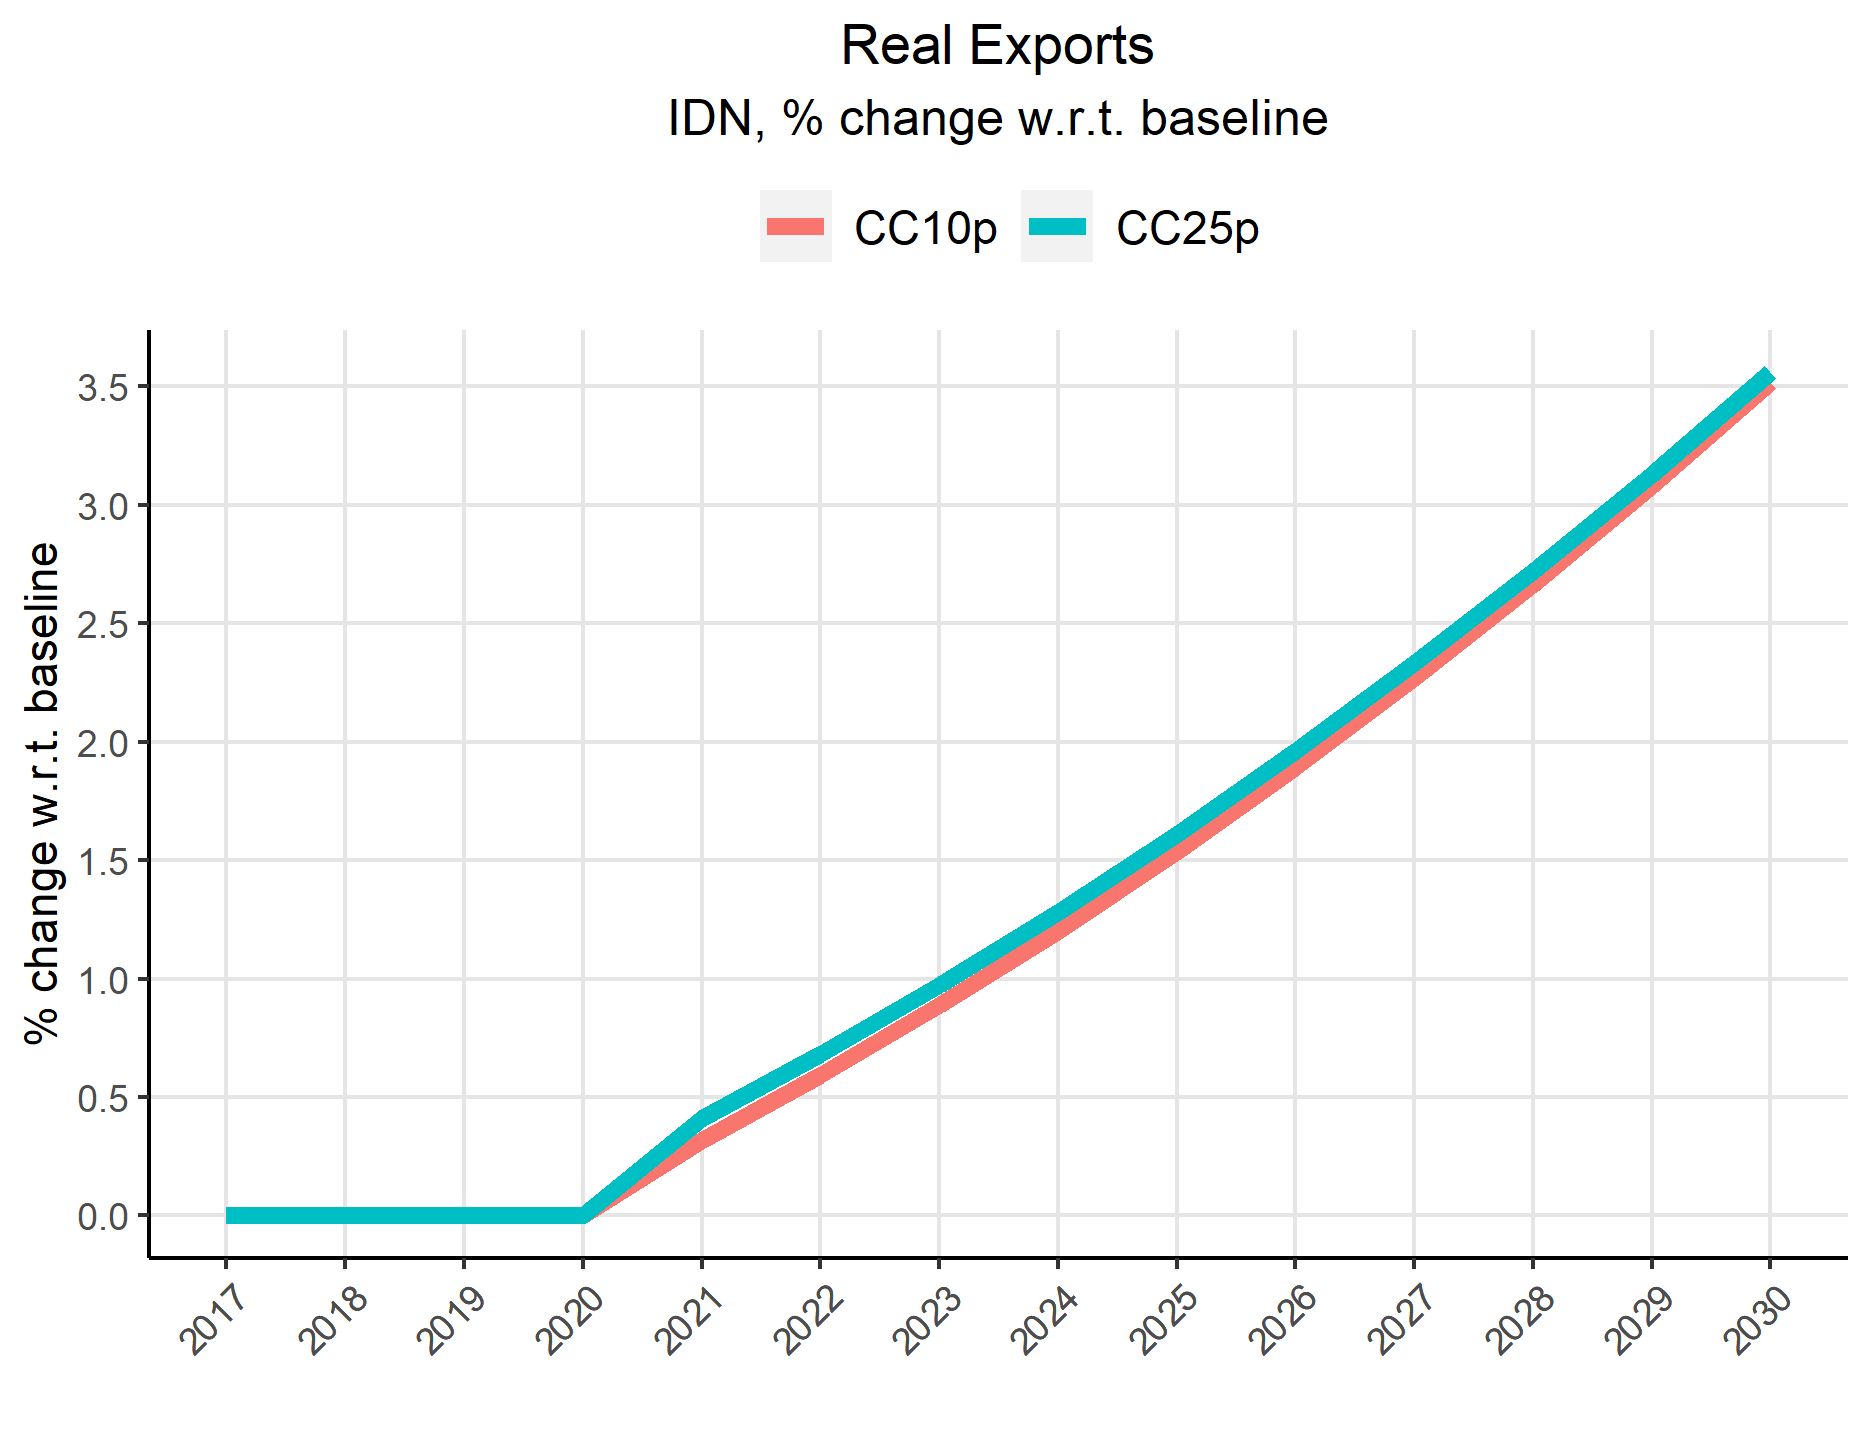 Real Exports
IDN, % change w.r.t. baseline
CC10p CC25p
% change w.r.t. baseline
3.5
3.0
2.5
2.0
1.5
1.0
0.5
0.0
2017 2018 2019 2020 2021 2022 2023 2024 2025 2026 2027 2028 2029 2030